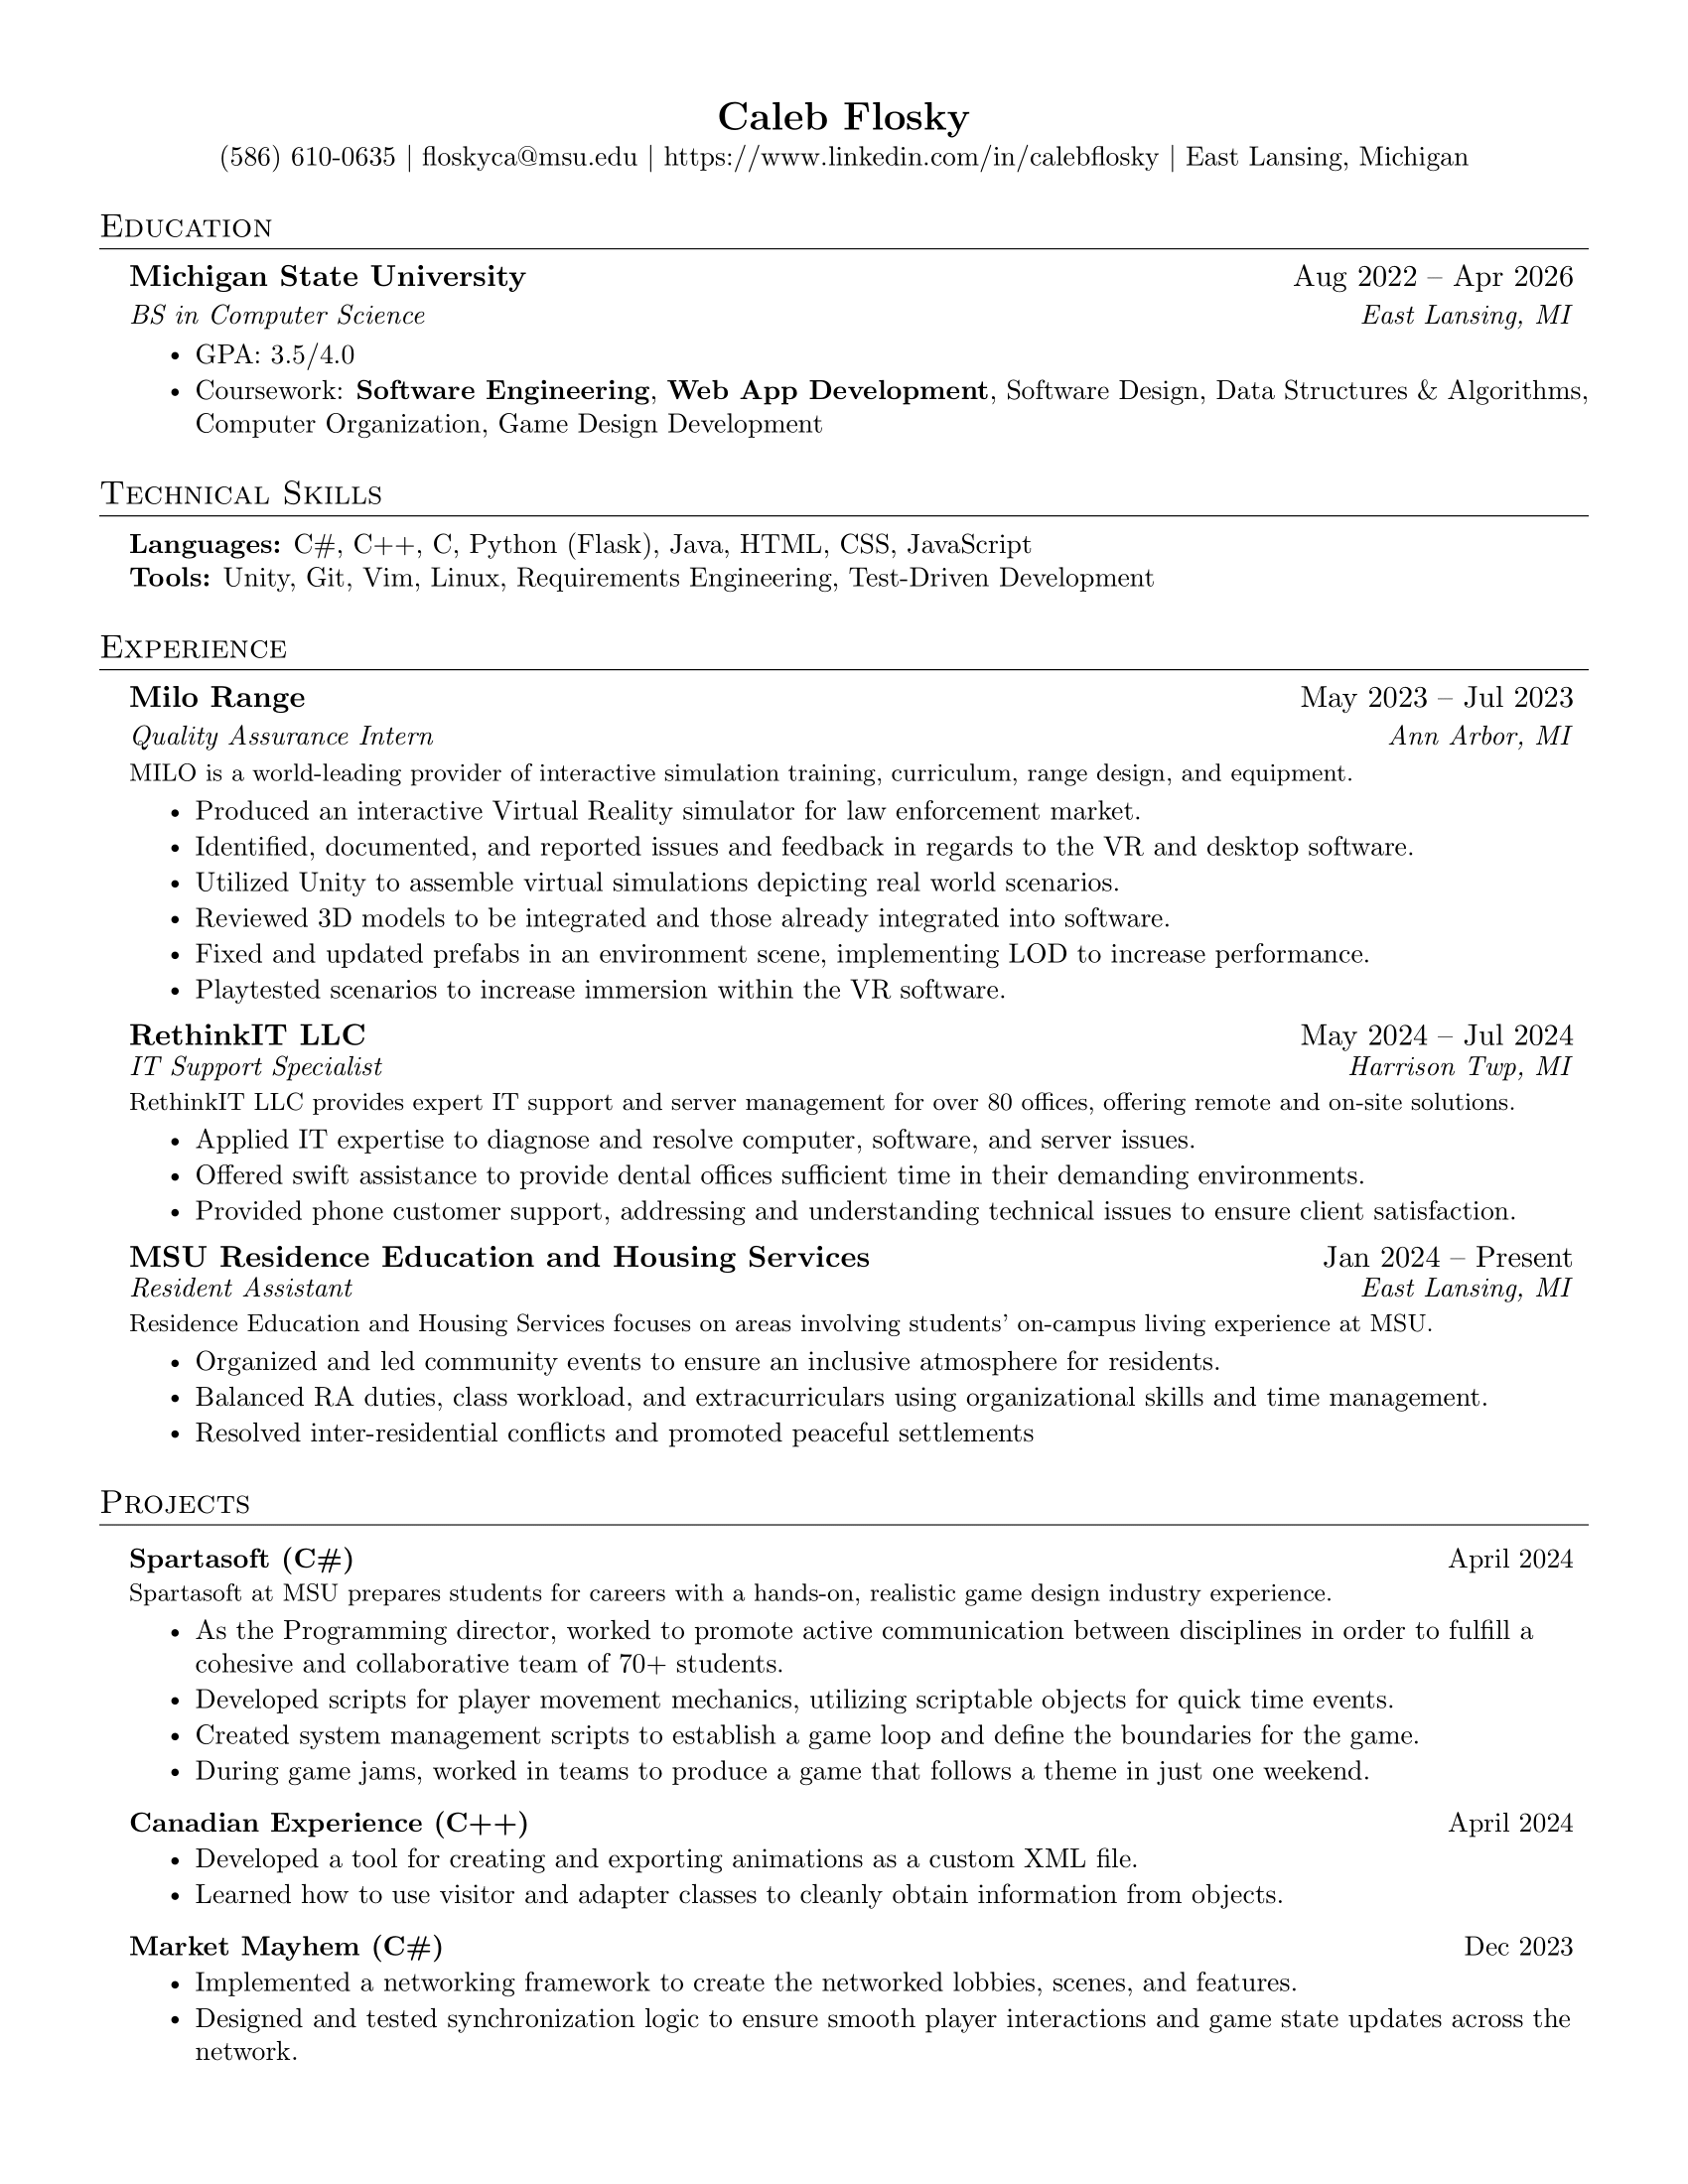 Caleb Flosky
(586) 610-0635 | floskyca@msu.edu | https://www.linkedin.com/in/calebflosky | East Lansing, Michigan
Education
Michigan State University Aug 2022 – Apr 2026
BS in Computer Science East Lansing, MI
• GPA: 3.5/4.0
• Coursework: Software Engineering, Web App Development, Software Design, Data Structures & Algorithms,
Computer Organization, Game Design Development
Technical Skills
Languages: C#, C++, C, Python (Flask), Java, HTML, CSS, JavaScript
Tools: Unity, Git, Vim, Linux, Requirements Engineering, Test-Driven Development
Experience
Milo Range May 2023 – Jul 2023
Quality Assurance Intern Ann Arbor, MI
MILO is a world-leading provider of interactive simulation training, curriculum, range design, and equipment.
• Produced an interactive Virtual Reality simulator for law enforcement market.
• Identified, documented, and reported issues and feedback in regards to the VR and desktop software.
• Utilized Unity to assemble virtual simulations depicting real world scenarios.
• Reviewed 3D models to be integrated and those already integrated into software.
• Fixed and updated prefabs in an environment scene, implementing LOD to increase performance.
• Playtested scenarios to increase immersion within the VR software.
RethinkIT LLC May 2024 – Jul 2024
IT Support Specialist Harrison Twp, MI
RethinkIT LLC provides expert IT support and server management for over 80 offices, offering remote and on-site solutions.
• Applied IT expertise to diagnose and resolve computer, software, and server issues.
• Offered swift assistance to provide dental offices sufficient time in their demanding environments.
• Provided phone customer support, addressing and understanding technical issues to ensure client satisfaction.
MSU Residence Education and Housing Services Jan 2024 – Present
Resident Assistant East Lansing, MI
Residence Education and Housing Services focuses on areas involving students' on-campus living experience at MSU.
• Organized and led community events to ensure an inclusive atmosphere for residents.
• Balanced RA duties, class workload, and extracurriculars using organizational skills and time management.
• Resolved inter-residential conflicts and promoted peaceful settlements
Projects
Spartasoft (C#) April 2024
Spartasoft at MSU prepares students for careers with a hands-on, realistic game design industry experience.
• As the Programming director, worked to promote active communication between disciplines in order to fulfill a
cohesive and collaborative team of 70+ students.
• Developed scripts for player movement mechanics, utilizing scriptable objects for quick time events.
• Created system management scripts to establish a game loop and define the boundaries for the game.
• During game jams, worked in teams to produce a game that follows a theme in just one weekend.
Canadian Experience (C++) April 2024
• Developed a tool for creating and exporting animations as a custom XML file.
• Learned how to use visitor and adapter classes to cleanly obtain information from objects.
Market Mayhem (C#) Dec 2023
• Implemented a networking framework to create the networked lobbies, scenes, and features.
• Designed and tested synchronization logic to ensure smooth player interactions and game state updates across the
network.